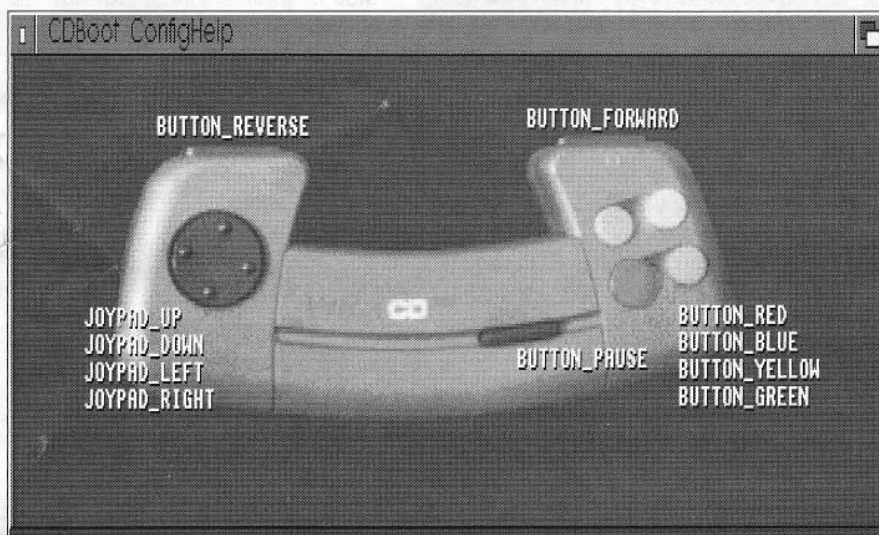 CDBoot ConfigHelp
BUTTON_REVERSE
BUTTON_FORWARD
CD
JOYPAD_UP
JOYPAD_DOWN
JOYPAD_LEFT
JOYPAD_RIGHT
BUTTON_PAUSE
BUTTON_RED
BUTTON_BLUE
BUTTON_YELLOW
BUTTON_GREEN